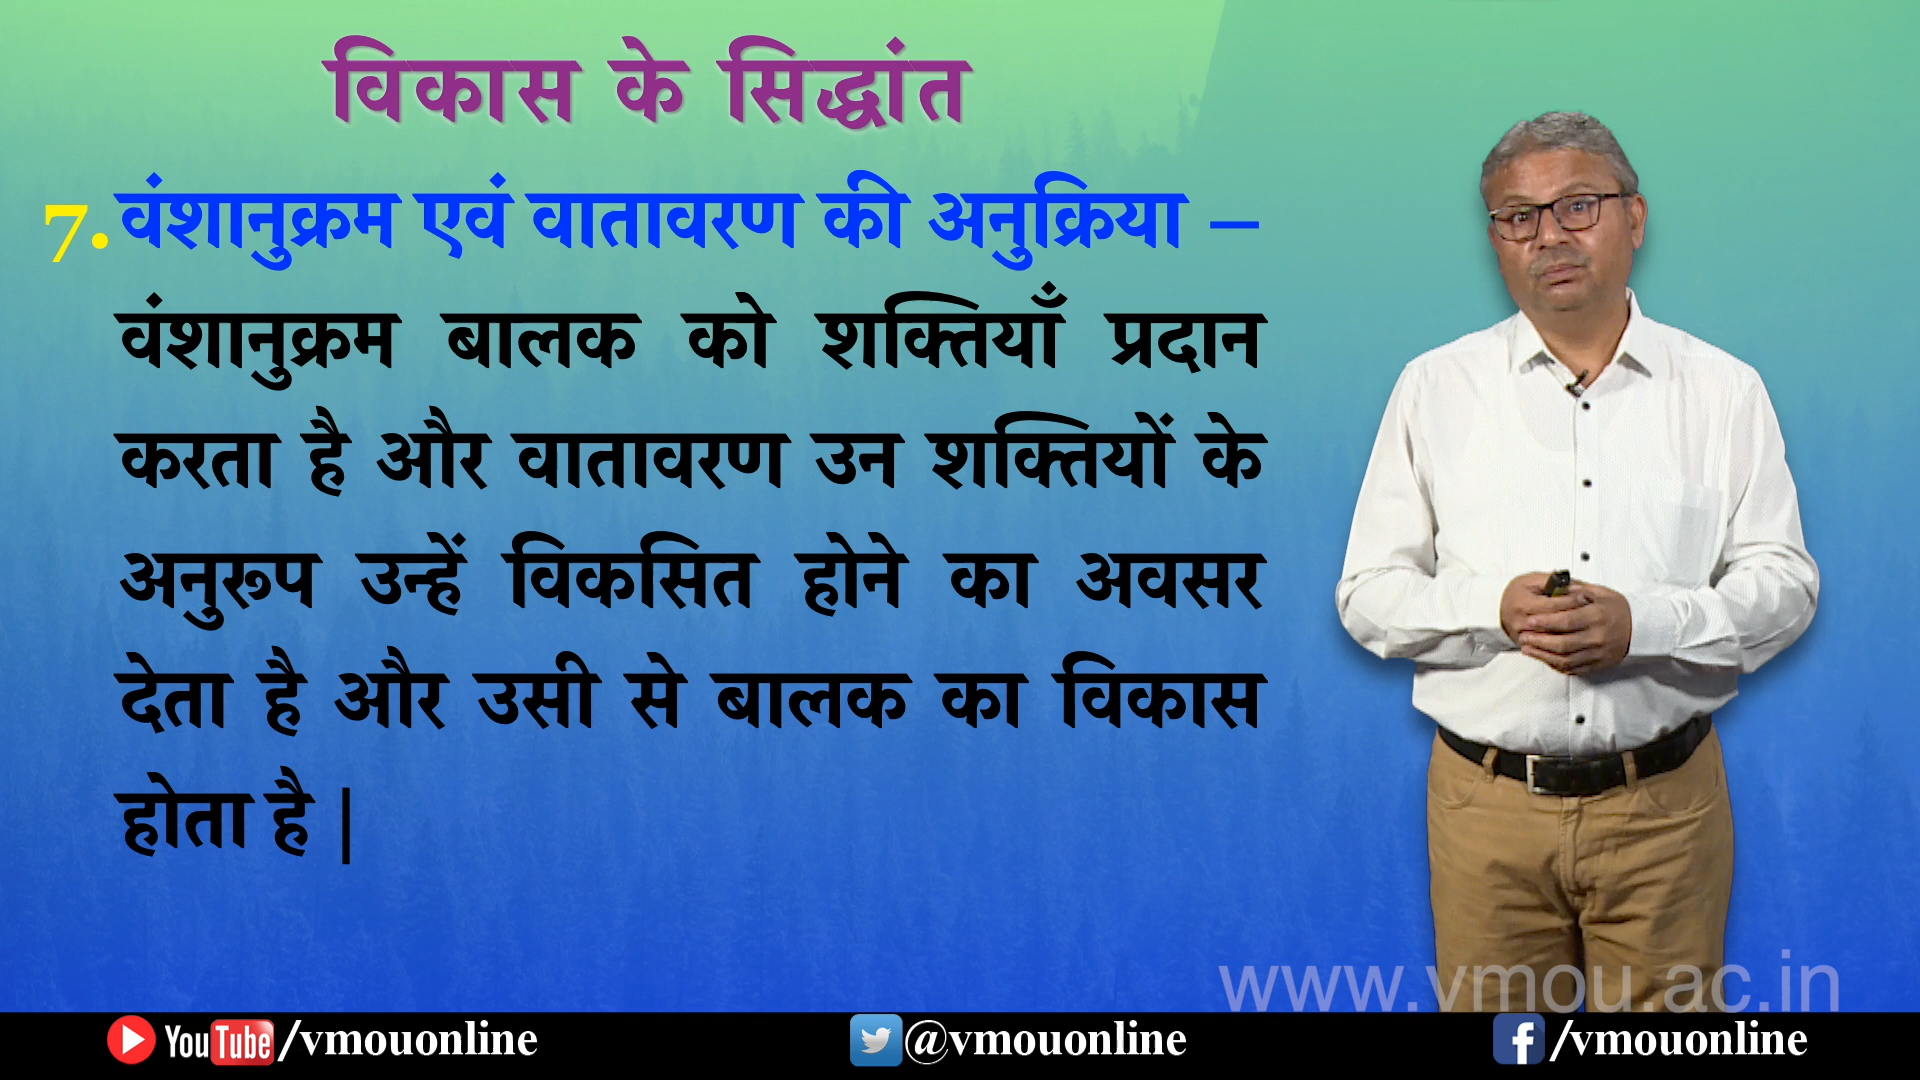 विकास के सिद्धांत
7. वंशानुक्रम एवं वातावरण की अनुक्रिया –
वंशानुक्रम बालक को शक्तियाँ प्रदान
करता है और वातावरण उन शक्तियों के
अनुरूप उन्हें विकसित होने का अवसर
देता है और उसी से बालक का विकास
होता है |
www.vmou.ac.in
YouTube /vmouonline
@vmouonline
f /vmouonline